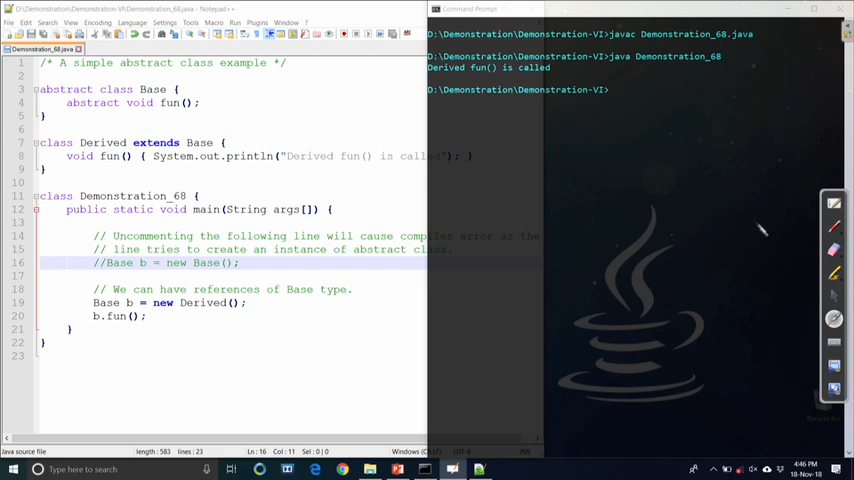 D:\Demonstration\Demonstration-VI\Demonstration_68.java - Notepad++
File Edit Search View Encoding Language Settings Tools Macro Run Plugins Window ?
Demonstration_68.java
1 /* A simple abstract class example */
2
3 abstract class Base {
4 abstract void fun();
5 }
6
7 class Derived extends Base {
8 void fun() { System.out.println("Derived fun() is called"); }
9 }
10
11 class Demonstration_68 {
12 public static void main(String args[]) {
13
14 // Uncommenting the following line will cause compiler error as the
15 // line tries to create an instance of abstract class.
16 //Base b = new Base();
17
18 // We can have references of Base type.
19 Base b = new Derived();
20 b.fun();
21 }
22 }
23
Java source file length : 583 lines : 23 Ln : 16 Col : 11 Sel : 0 | 0 Windows (CR LF) UTF-8 INS
Command Prompt
D:\Demonstration\Demonstration-VI>javac Demonstration_68.java
D:\Demonstration\Demonstration-VI>java Demonstration_68
Derived fun() is called
D:\Demonstration\Demonstration-VI>
Recycle Bin
Type here to search
4:46 PM
18-Nov-18